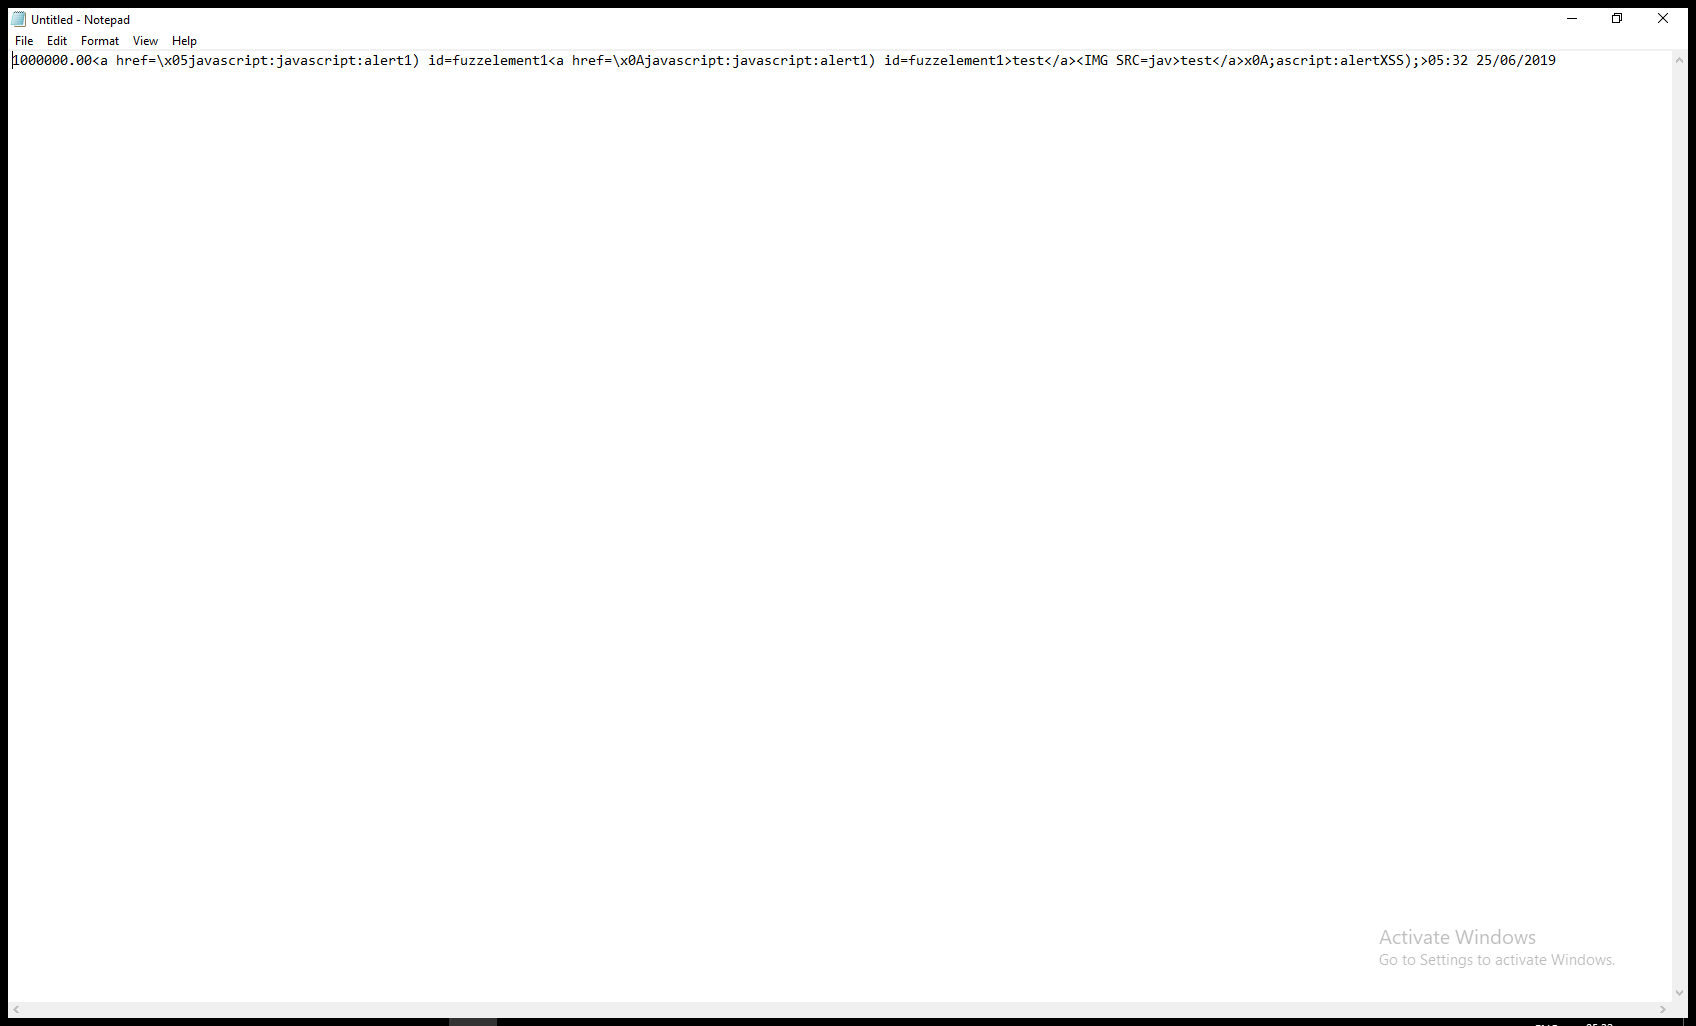 Untitled - Notepad
File Edit Format View Help
1000000.00<a href=\x05javascript:javascript:alert1) id=fuzzelement1<a href=\x0Ajavascript:javascript:alert1) id=fuzzelement1>test</a><IMG SRC=jav>test</a>x0A;ascript:alertXSS);>05:32 25/06/2019
Activate Windows
Go to Settings to activate Windows.